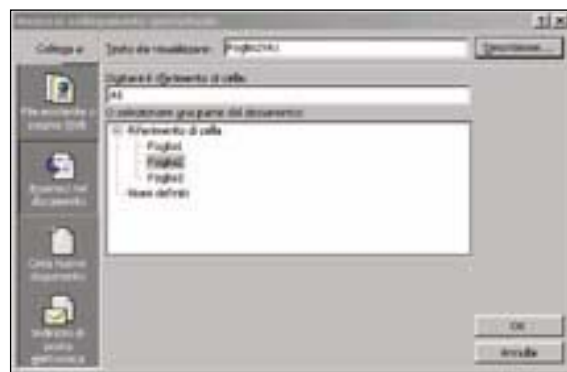 Collega a:
Testo da visualizzare: Foglio2!A1
Descrizione...
Digitare il riferimento di cella:
A1
O selezionare una parte del documento:
Riferimento di cella
Foglio1
Foglio2
Foglio3
Nomi definiti
File esistente o
pagina Web
Inserisci nel
documento
Crea nuovo
documento
Indirizzo di
posta
elettronica
OK
Annulla